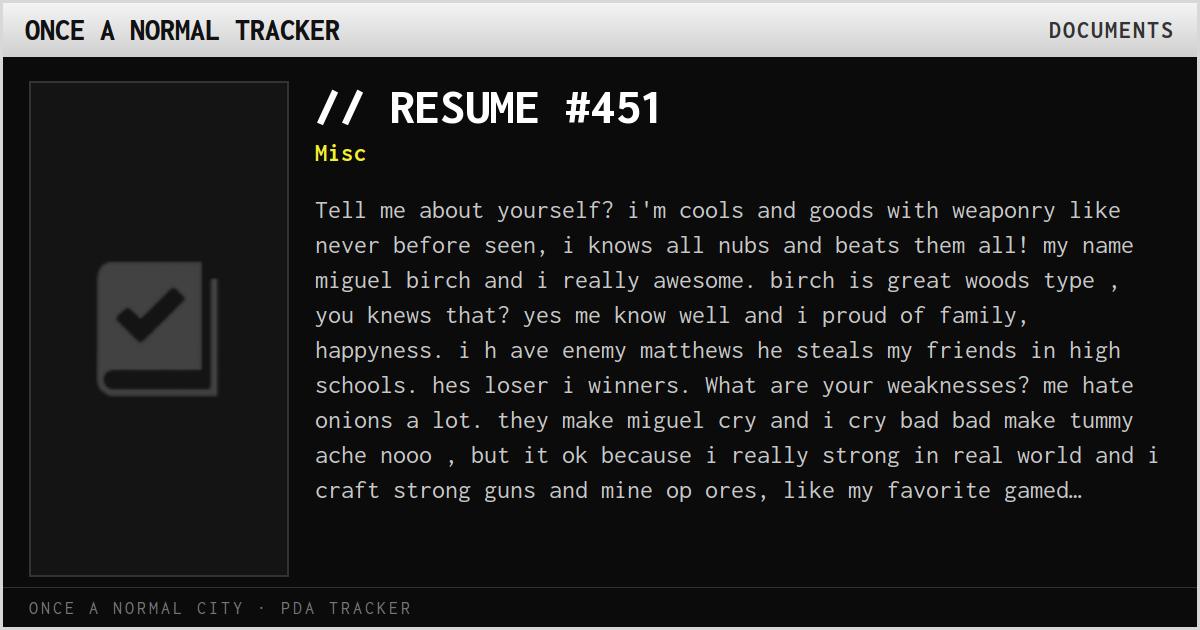 ONCE A NORMAL TRACKER
DOCUMENTS
// RESUME #451
Misc
Tell me about yourself? i'm cools and goods with weaponry like
never before seen, i knows all nubs and beats them all! my name
miguel birch and i really awesome. birch is great woods type ,
you knews that? yes me know well and i proud of family,
happyness. i h ave enemy matthews he steals my friends in high
schools. hes loser i winners. What are your weaknesses? me hate
onions a lot. they make miguel cry and i cry bad bad make tummy
ache nooo , but it ok because i really strong in real world and i
craft strong guns and mine op ores, like my favorite gamed…
ONCE A NORMAL CITY · PDA TRACKER